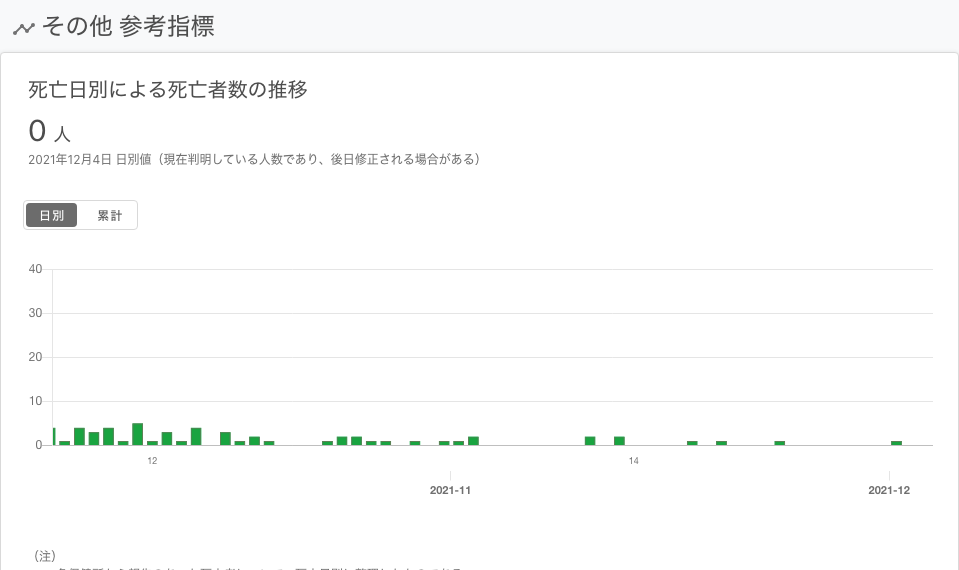 その他 参考指標
死亡日別による死亡者数の推移
0 人
2021年12月4日 日別値（現在判明している人数であり、後日修正される場合がある）
日別 累計
40
30
20
10
0
12 14
2021-11 2021-12
（注）